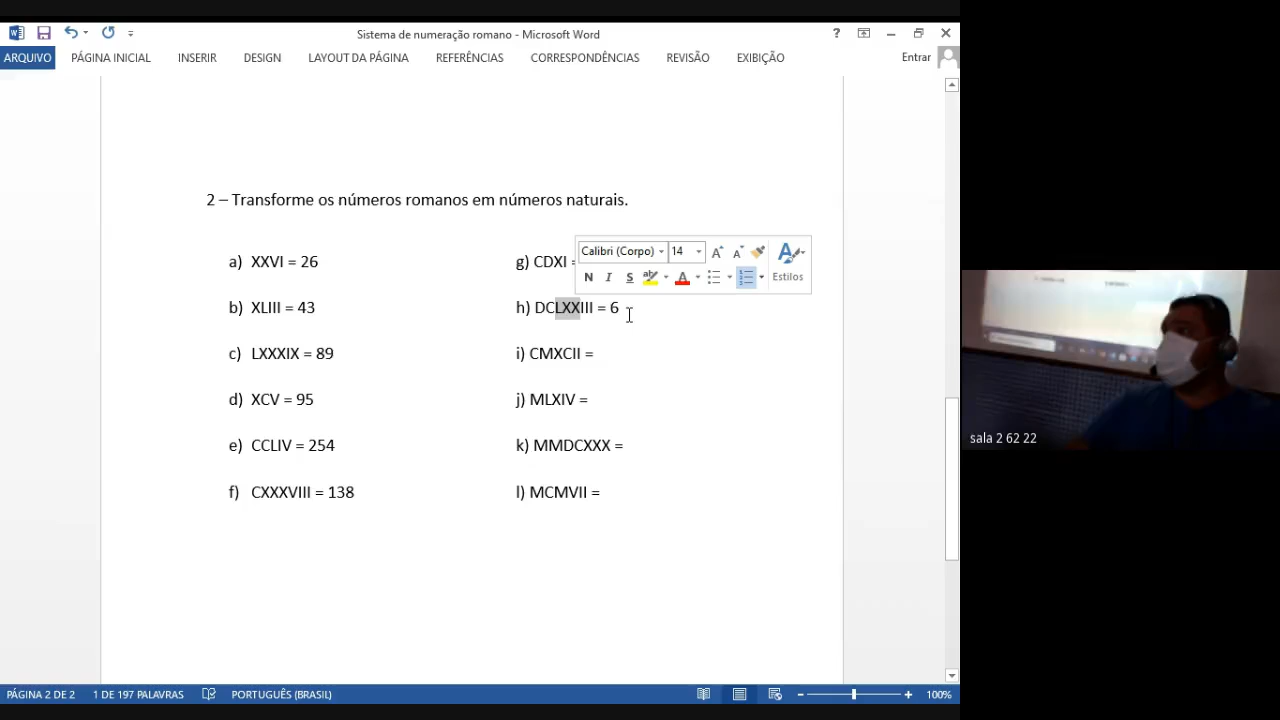 Sistema de numeração romano - Microsoft Word
?
ARQUIVO PÁGINA INICIAL INSERIR DESIGN LAYOUT DA PÁGINA REFERÊNCIAS CORRESPONDÊNCIAS REVISÃO EXIBIÇÃO Entrar
2 – Transforme os números romanos em números naturais.
Calibri (Corpo) 14
N I S Estilos
a) XXVI = 26
b) XLIII = 43
c) LXXXIX = 89
d) XCV = 95
e) CCLIV = 254
f) CXXXVIII = 138
g) CDXI =
h) DCLXXIII = 6
i) CMXCII =
j) MLXIV =
k) MMDCXXX =
l) MCMVII =
sala 2 62 22
PÁGINA 2 DE 2 1 DE 197 PALAVRAS PORTUGUÊS (BRASIL) 100%